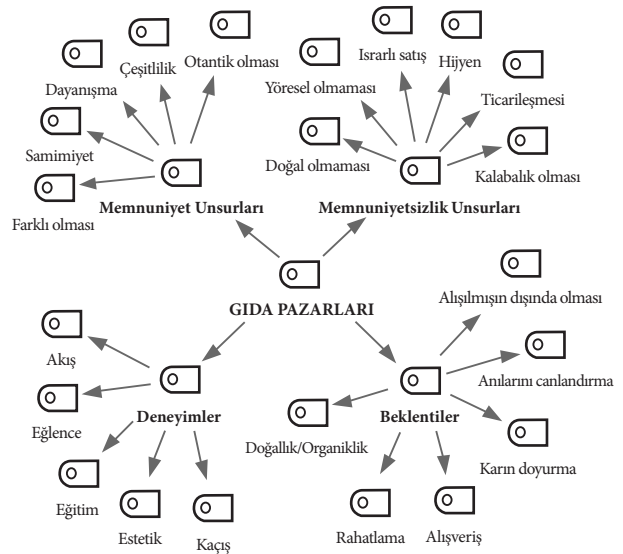 Otantik olması
Çeşitlilik
Dayanışma
Samimiyet
Farklı olması
Memnuniyet Unsurları
Israrlı satış
Hijyen
Yöresel olmaması
Ticarileşmesi
Doğal olmaması
Kalabalık olması
Memnuniyetsizlik Unsurları
GIDA PAZARLARI
Akış
Eğlence
Deneyimler
Eğitim
Estetik
Kaçış
Alışılmışın dışında olması
Anılarını canlandırma
Beklentiler
Doğallık/Organiklik
Karın doyurma
Rahatlama
Alışveriş